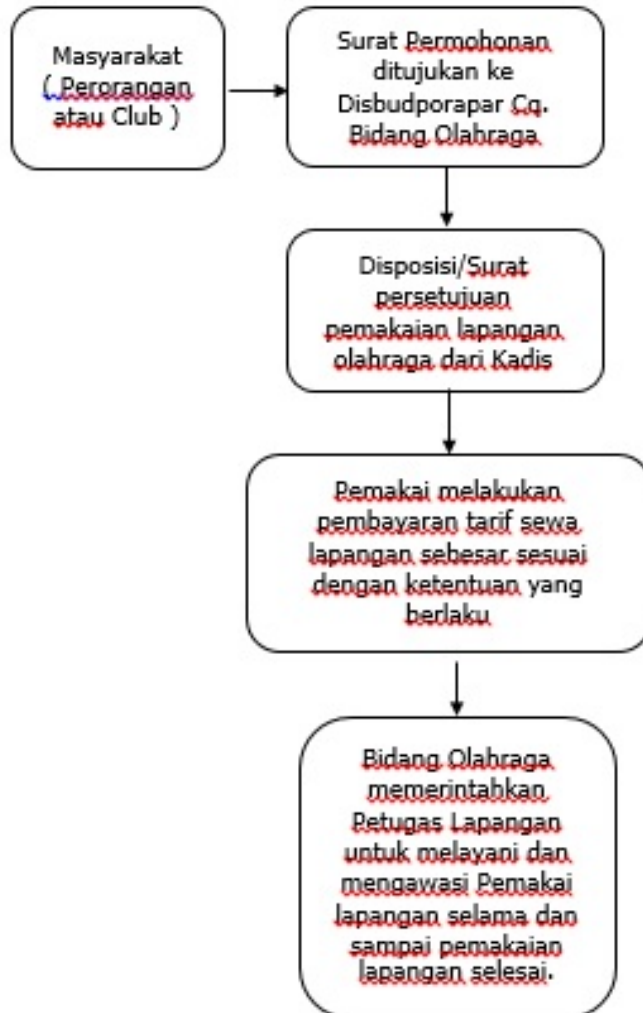 Masyarakat
( Perorangan
atau Club )
Surat Permohonan
ditujukan ke
Disbudporapar Cq.
Bidang Olahraga
Disposisi/Surat
persetujuan
pemakaian lapangan
olahraga dari Kadis
Pemakai melakukan
pembayaran tarif sewa
lapangan sebesar sesuai
dengan ketentuan yang
berlaku
Bidang Olahraga
memerintahkan
Petugas Lapangan
untuk melayani dan
mengawasi Pemakai
lapangan selama dan
sampai pemakaian
lapangan selesai.